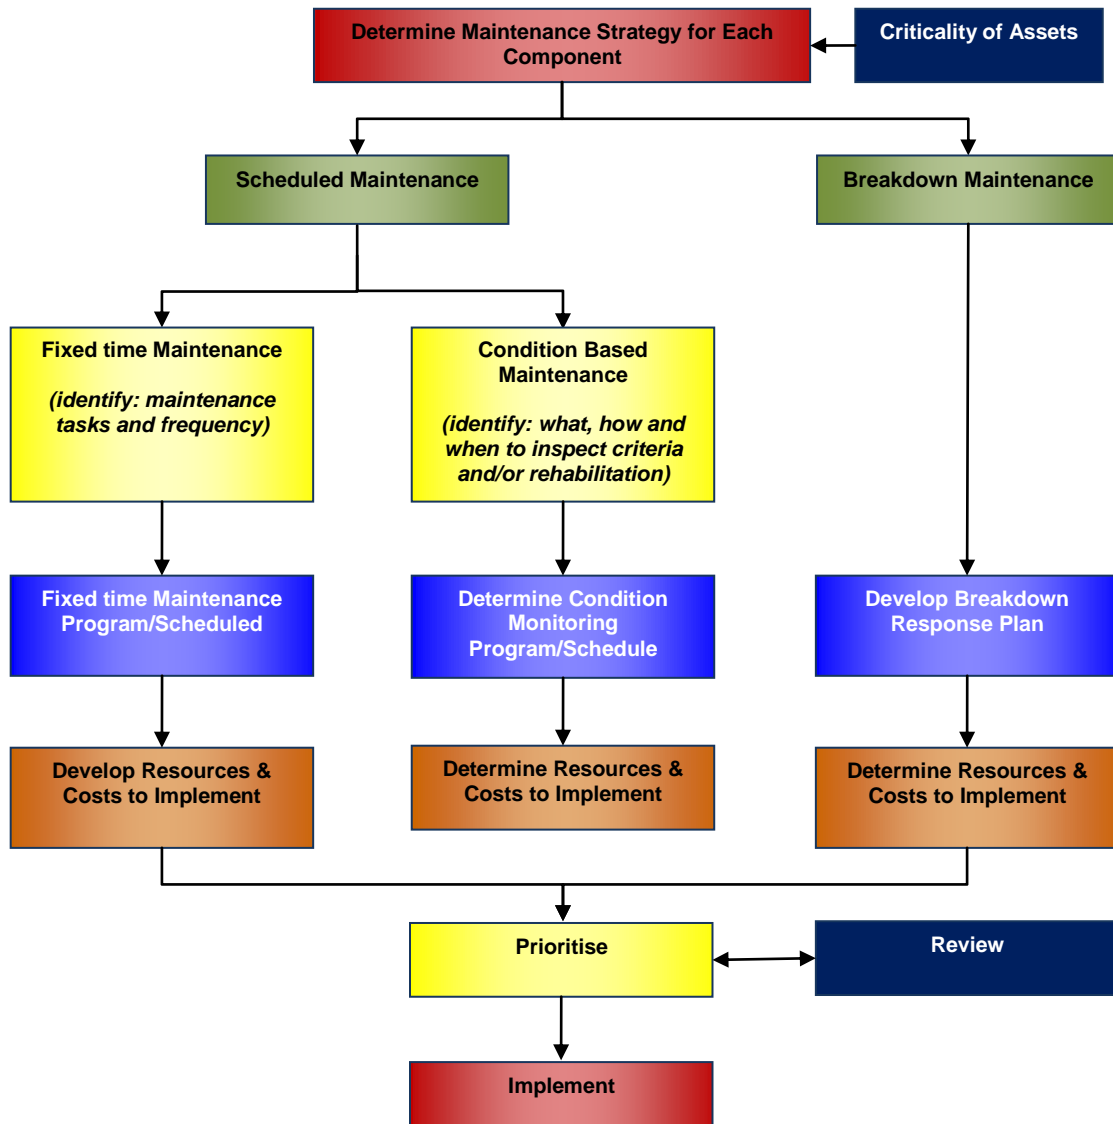 Determine Maintenance Strategy for Each
Component
Criticality of Assets
Scheduled Maintenance
Breakdown Maintenance
Fixed time Maintenance
(identify: maintenance
tasks and frequency)
Condition Based
Maintenance
(identify: what, how and
when to inspect criteria
and/or rehabilitation)
Fixed time Maintenance
Program/Scheduled
Determine Condition
Monitoring
Program/Schedule
Develop Breakdown
Response Plan
Develop Resources &
Costs to Implement
Determine Resources &
Costs to Implement
Determine Resources &
Costs to Implement
Prioritise
Review
Implement